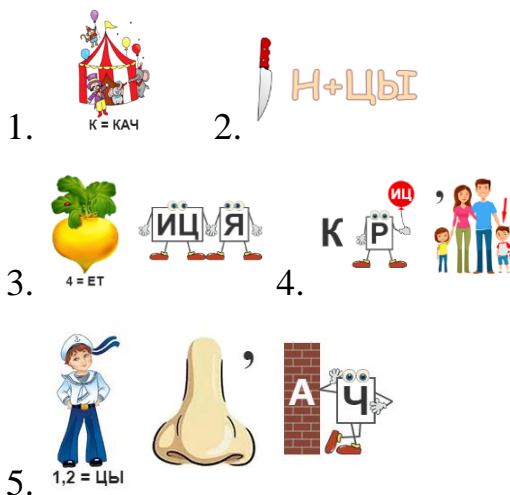 К = КАЧ
1. 2. Н+ЦЫ
ИЦ Я
3. 4 = ЕТ
4. К Р ИЦ ,
, А Ч
5. 1,2 = ЦЫ